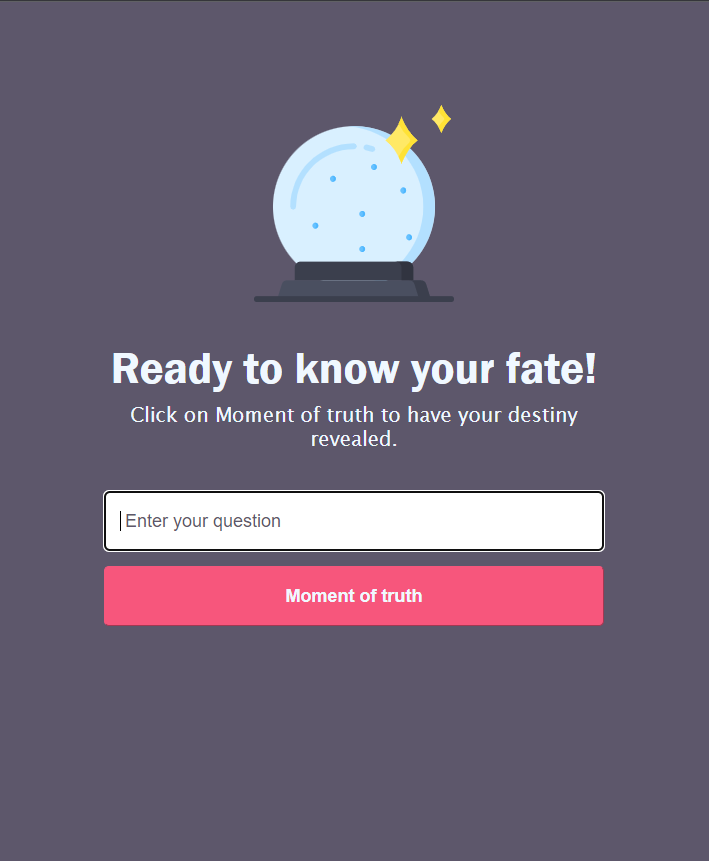 Ready to know your fate!
Click on Moment of truth to have your destiny
revealed.
Enter your question
Moment of truth